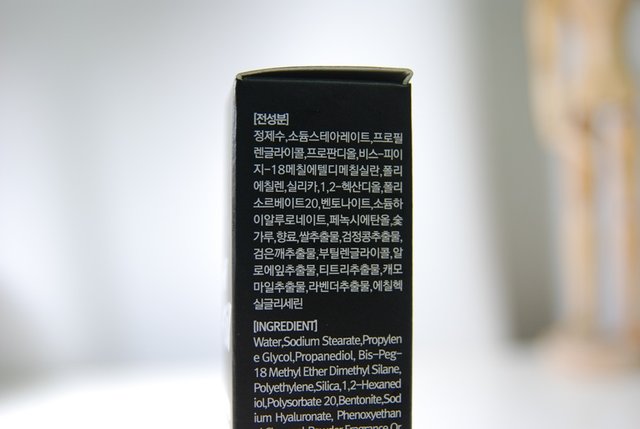 [전성분]
정제수,소듐스테아레이트,프로필
렌글라이콜,프로판디올,비스-피이
지-18메칠에텔디메칠실란,폴리
에칠렌,실리카,1,2-헥산디올,폴리
소르베이트20,벤토나이트,소듐하
이알루로네이트,페녹시에탄올,숯
가루,향료,쌀추출물,검정콩추출물,
검은깨추출물,부틸렌글라이콜,알
로에잎추출물,티트리추출물,캐모
마일추출물,라벤더추출물,에칠헥
실글리세린
[INGREDIENT]
Water,Sodium Stearate,Propylen
e Glycol,Propanediol, Bis-Peg-
18 Methyl Ether Dimethyl Silane,
Polyethylene,Silica,1,2-Hexaned
iol,Polysorbate 20,Bentonite,Sod
ium Hyaluronate, Phenoxyethan